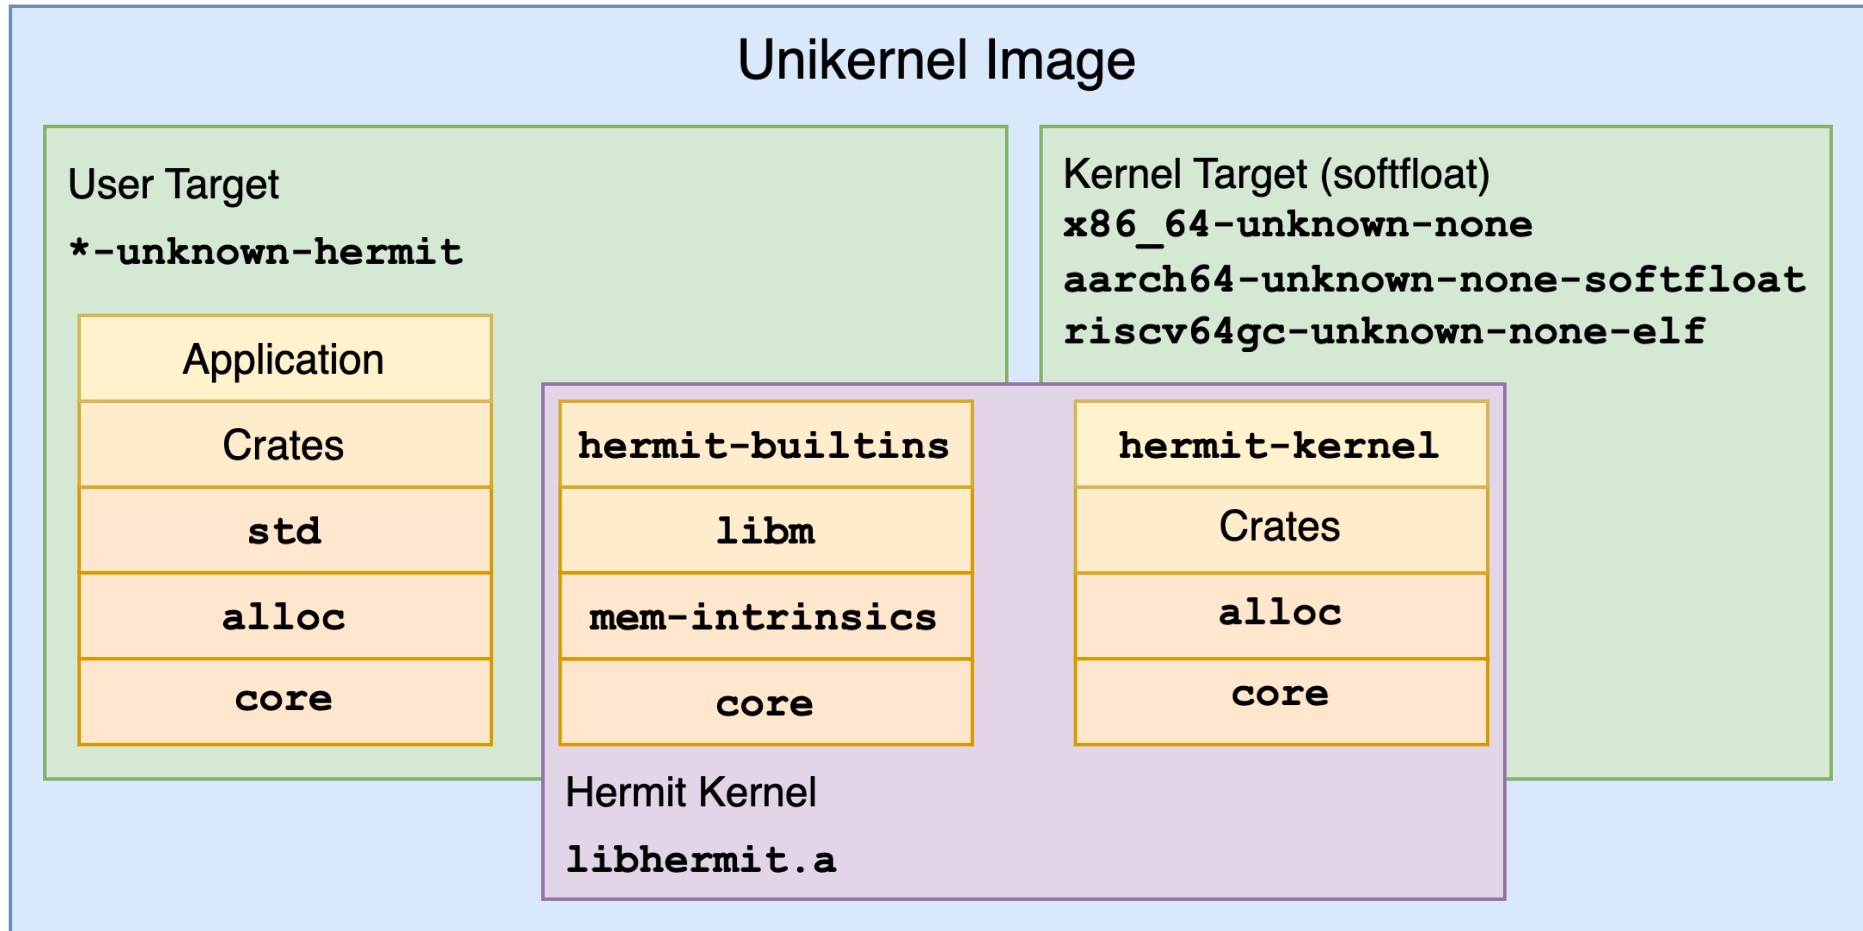 Unikernel Image
User Target
*-unknown-hermit
Application
Crates
std
alloc
core
Kernel Target (softfloat)
x86_64-unknown-none
aarch64-unknown-none-softfloat
riscv64gc-unknown-none-elf
hermit-builtins
libm
mem-intrinsics
core
hermit-kernel
Crates
alloc
core
Hermit Kernel
libhermit.a